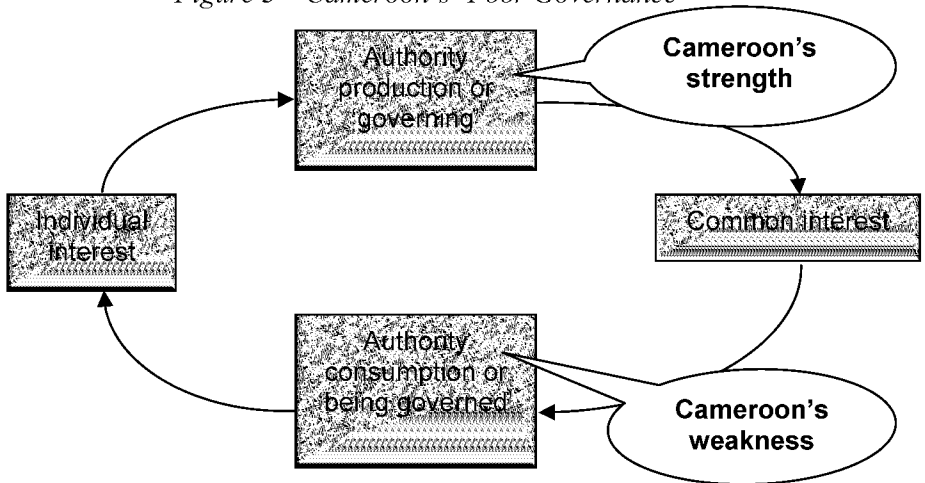 Figure 3 – Cameroon's 'Poor Governance'
Authority
production or
governing
Cameroon's
strength
Individual
interest
Common interest
Authority
consumption or
being governed
Cameroon's
weakness